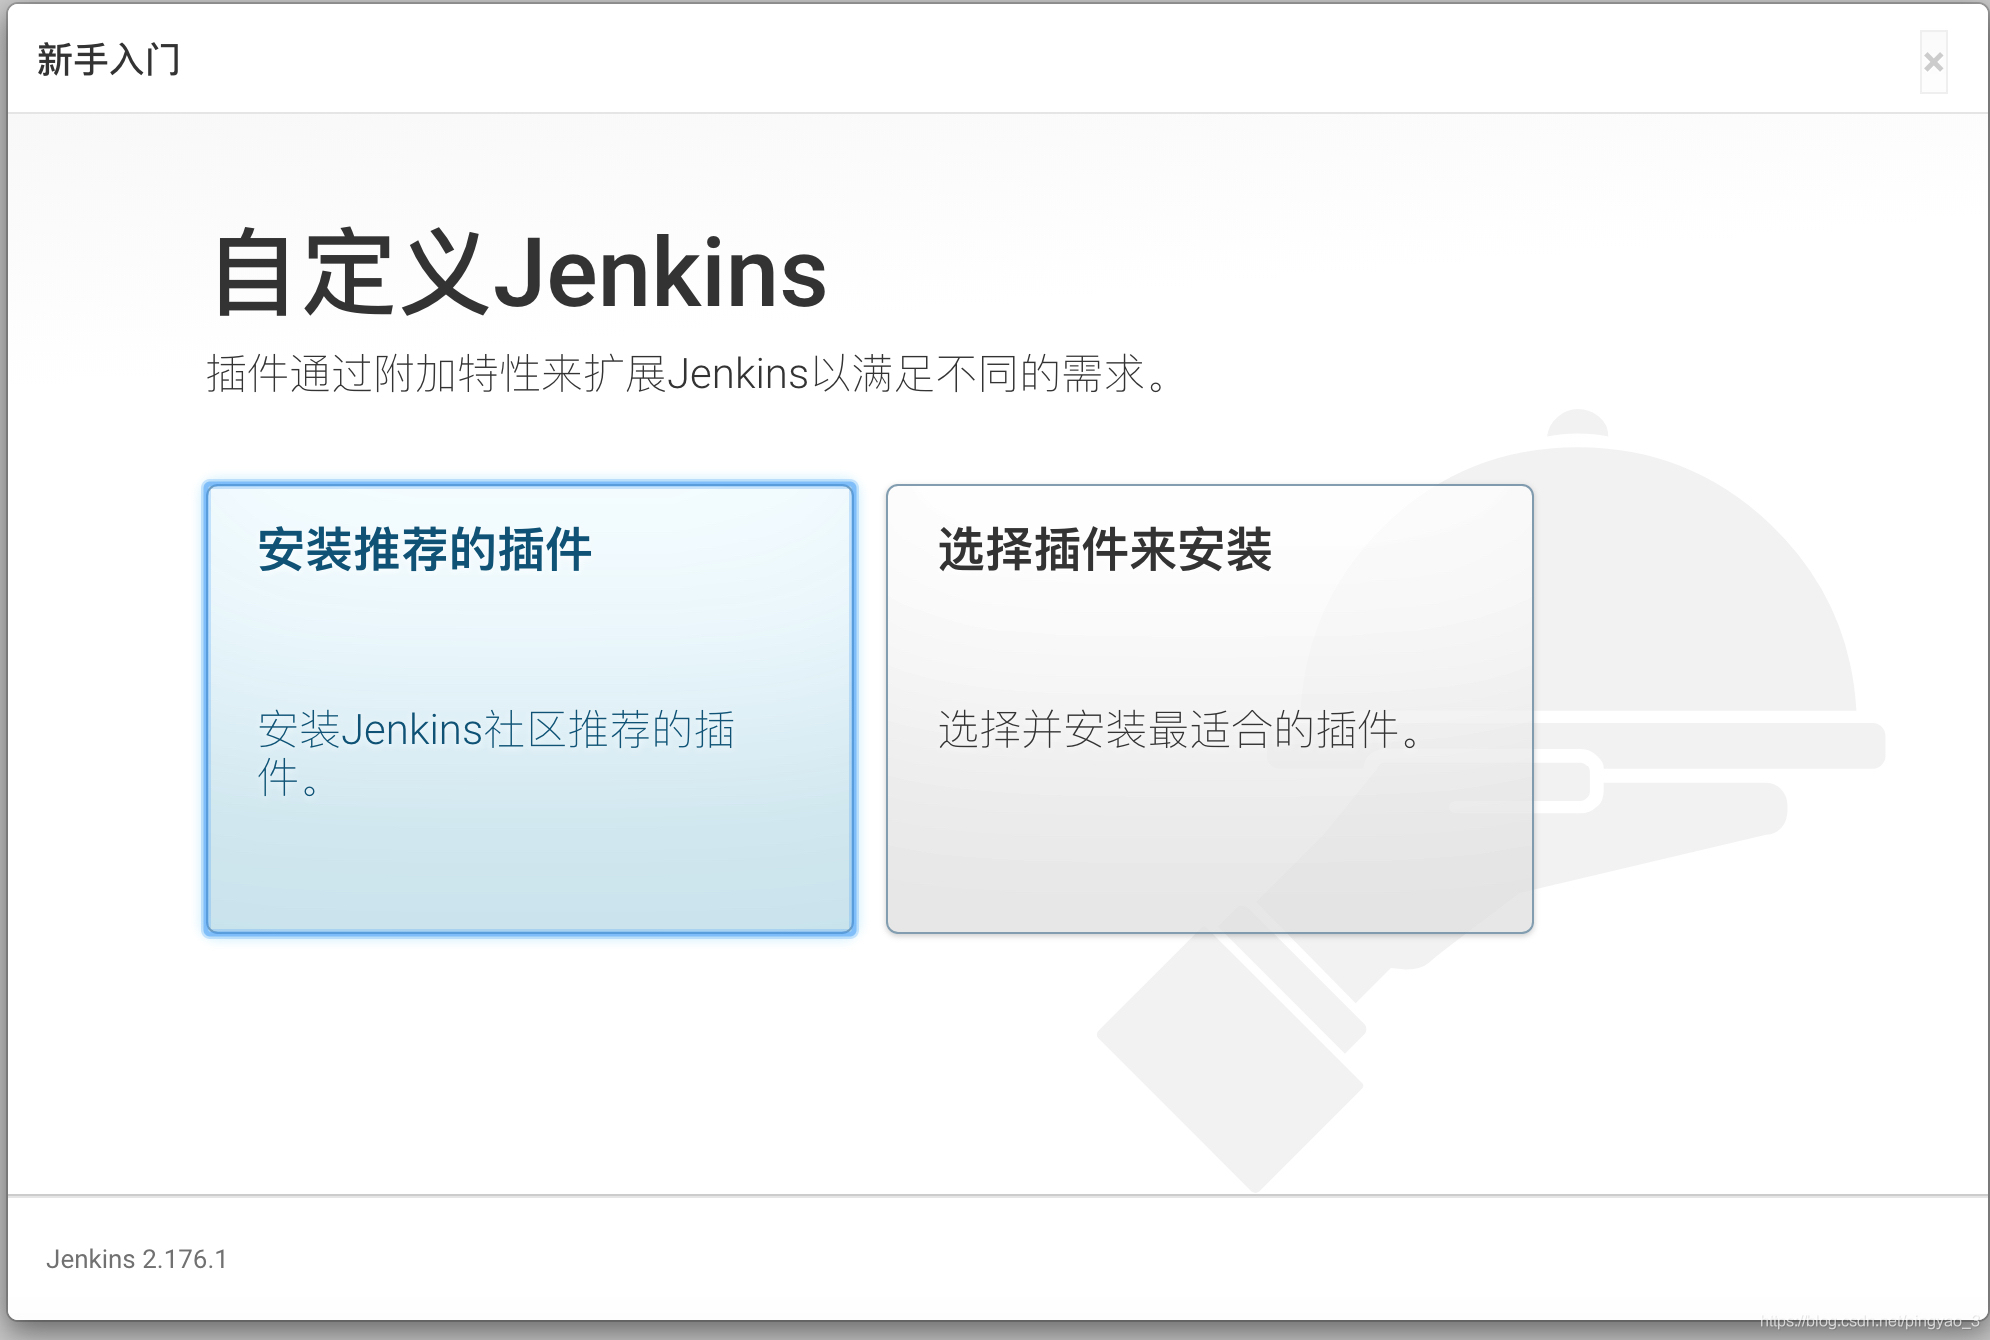 新手入门
×
自定义Jenkins
插件通过附加特性来扩展Jenkins以满足不同的需求。
安装推荐的插件
安装Jenkins社区推荐的插
件。
选择插件来安装
选择并安装最适合的插件。
Jenkins 2.176.1
https://blog.csdn.net/pingyao_3